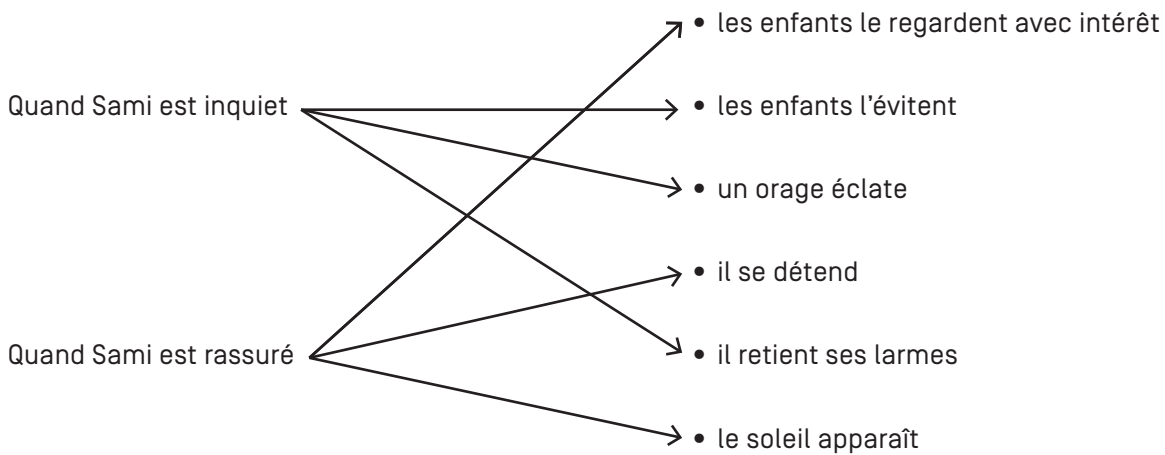 • les enfants le regardent avec intérêt
Quand Sami est inquiet
• les enfants l'évitent
• un orage éclate
• il se détend
Quand Sami est rassuré
• il retient ses larmes
• le soleil apparaît